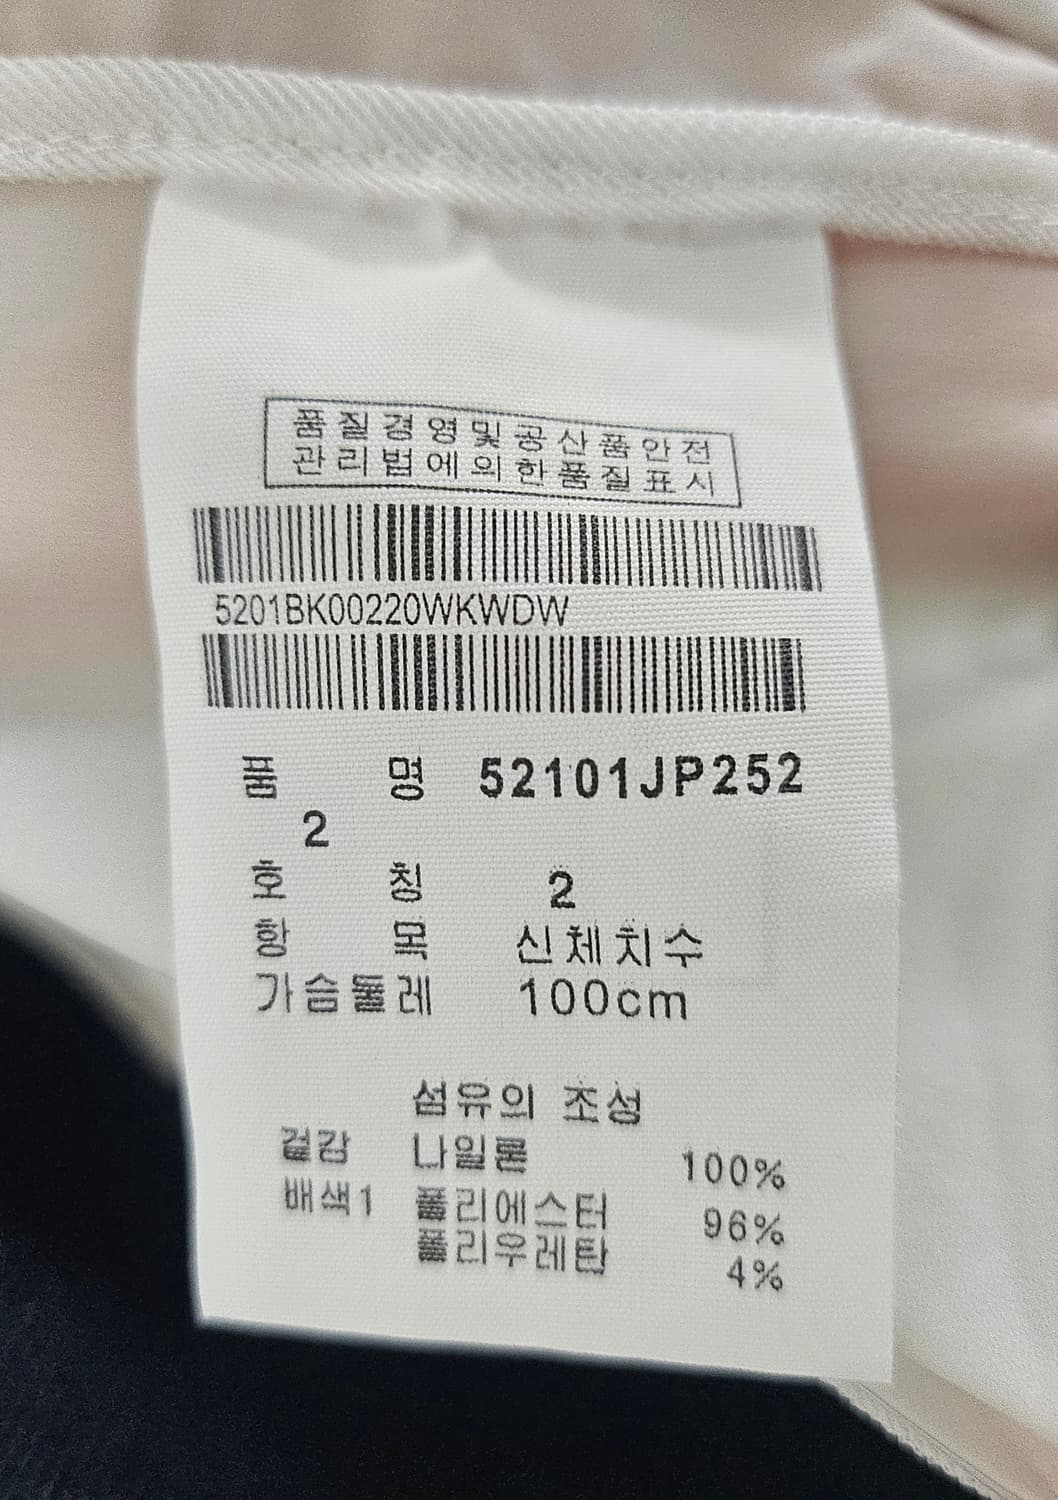 품질경영및공산품안전
관리법에의한품질표시
5201BK00220WKWDW
품 명 52101JP252
2
호 칭 2
항 목 신체치수
가슴둘레 100cm
섬유의 조성
겉감 나일론 100%
배색1 폴리에스터 96%
폴리우레탄 4%